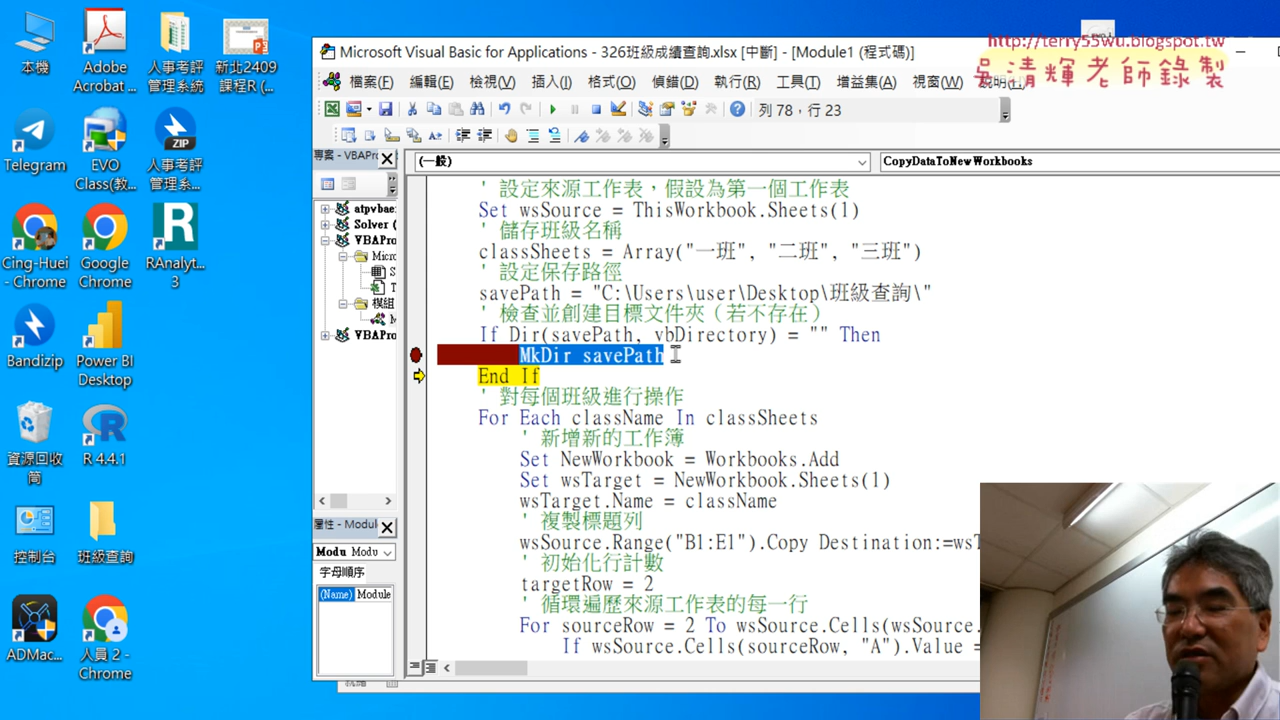 本機
Adobe
Acrobat ...
人事考評
管理系統
新北2409
課程R (...
Telegram
EVO
Class(教...
ZIP
人事考評
管理系...
Cing-Huei
- Chrome
Google
Chrome
RAnalyt...
3
Bandizip
Power BI
Desktop
資源回收
筒
R 4.4.1
控制台
班級查詢
ADMac...
人員 2 -
Chrome
Microsoft Visual Basic for Applications - 326班級成績查詢.xlsx [中斷] - [Module1 (程式碼)]
http://terry55wu.blogspot.tw
吳清輝老師錄製
檔案(F) 編輯(E) 檢視(V) 插入(I) 格式(O) 偵錯(D) 執行(R) 工具(T) 增益集(A) 視窗(W) 說明(H)
列 78，行 23
專案 - VBAPro
(一般)
CopyDataToNewWorkbooks
atpvbae
Solver (
VBAPro
Micro
S
T
模組
M
VBAPro
屬性 - Modul
Modu Modu
字母順序
(Name) Module
' 設定來源工作表，假設為第一個工作表
Set wsSource = ThisWorkbook.Sheets(1)
' 儲存班級名稱
classSheets = Array("一班", "二班", "三班")
' 設定保存路徑
savePath = "C:\Users\user\Desktop\班級查詢\"
' 檢查並創建目標文件夾（若不存在）
If Dir(savePath, vbDirectory) = "" Then
MkDir savePath
End If
' 對每個班級進行操作
For Each className In classSheets
' 新增新的工作簿
Set NewWorkbook = Workbooks.Add
Set wsTarget = NewWorkbook.Sheets(1)
wsTarget.Name = className
' 複製標題列
wsSource.Range("B1:E1").Copy Destination:=wsT
' 初始化行計數
targetRow = 2
' 循環遍歷來源工作表的每一行
For sourceRow = 2 To wsSource.Cells(wsSource.
If wsSource.Cells(sourceRow, "A").Value =